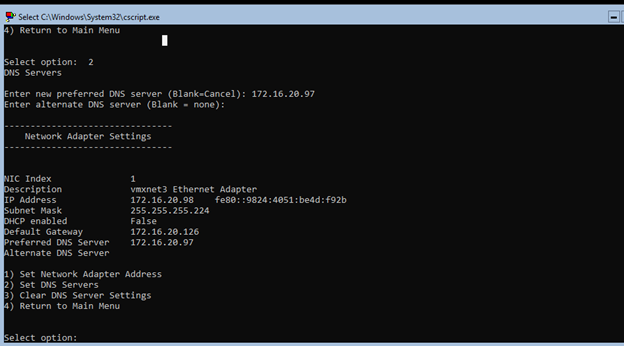 Select C:\Windows\System32\cscript.exe
4) Return to Main Menu
Select option:  2
DNS Servers
Enter new preferred DNS server (Blank=Cancel): 172.16.20.97
Enter alternate DNS server (Blank = none):
--------------------------------
    Network Adapter Settings
--------------------------------
NIC Index               1
Description             vmxnet3 Ethernet Adapter
IP Address              172.16.20.98    fe80::9824:4051:be4d:f92b
Subnet Mask             255.255.255.224
DHCP enabled            False
Default Gateway         172.16.20.126
Preferred DNS Server    172.16.20.97
Alternate DNS Server
1) Set Network Adapter Address
2) Set DNS Servers
3) Clear DNS Server Settings
4) Return to Main Menu
Select option: